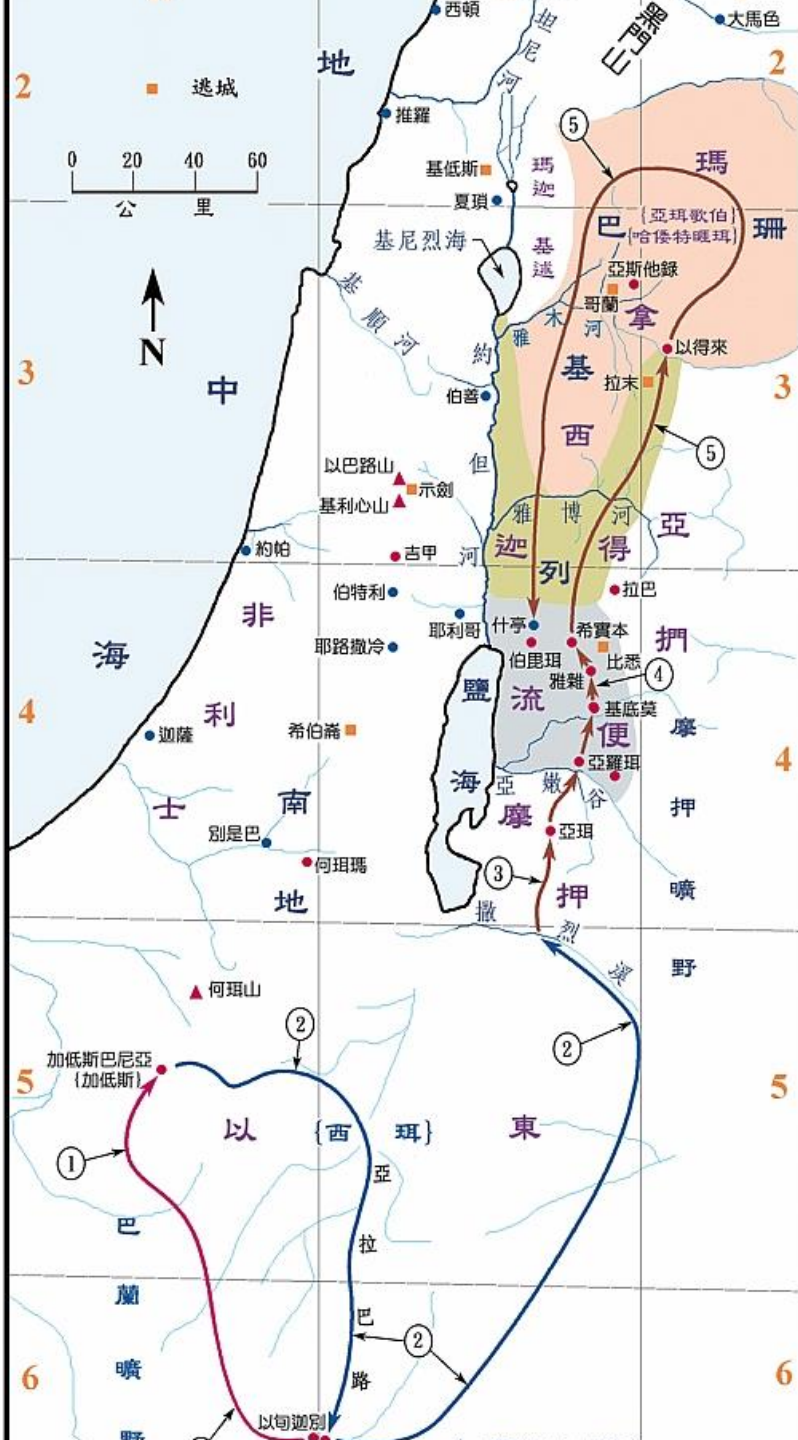 西頓
大馬色
黑門山
坦尼河
地
2
2
逃城
推羅
0 20 40 60
公里
⑤
基低斯
瑪迦
瑪
夏瑣
巴
{亞珥歌伯}
{哈倭特睚珥}
珊
基尼烈海
基述
亞斯他錄
哥蘭
拿
N
基順河
雅木河
以得來
3
中
約
基
拉末
3
伯善
西
⑤
以巴路山
示劍
但
基利心山
雅博河
亞
約帕
吉甲
河
迦
得
列
伯特利
拉巴
非
耶利哥
什亭
希實本
捫
海
耶路撒冷
伯毘珥
比悉
雅雜
④
鹽
流
4
利
基底莫
迦薩
希伯崙
便
摩
4
亞羅珥
海
亞嫩谷
士
南
摩
押
別是巴
亞珥
何珥瑪
③
地
押
曠
撒烈溪
野
何珥山
②
加低斯巴尼亞
{加低斯}
②
5
5
以
{西珥}
東
①
亞
巴
拉
蘭
巴
②
曠
路
6
6
以旬迦別
野